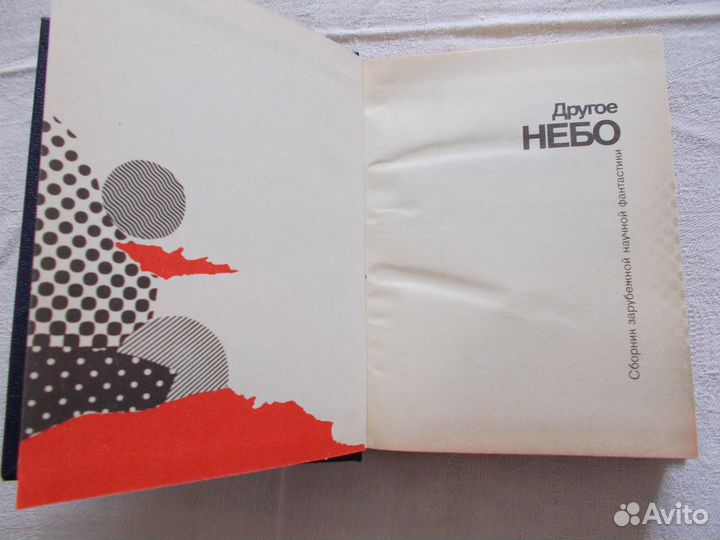 Другое
НЕБО
Сборник зарубежной научной фантастики
Avito